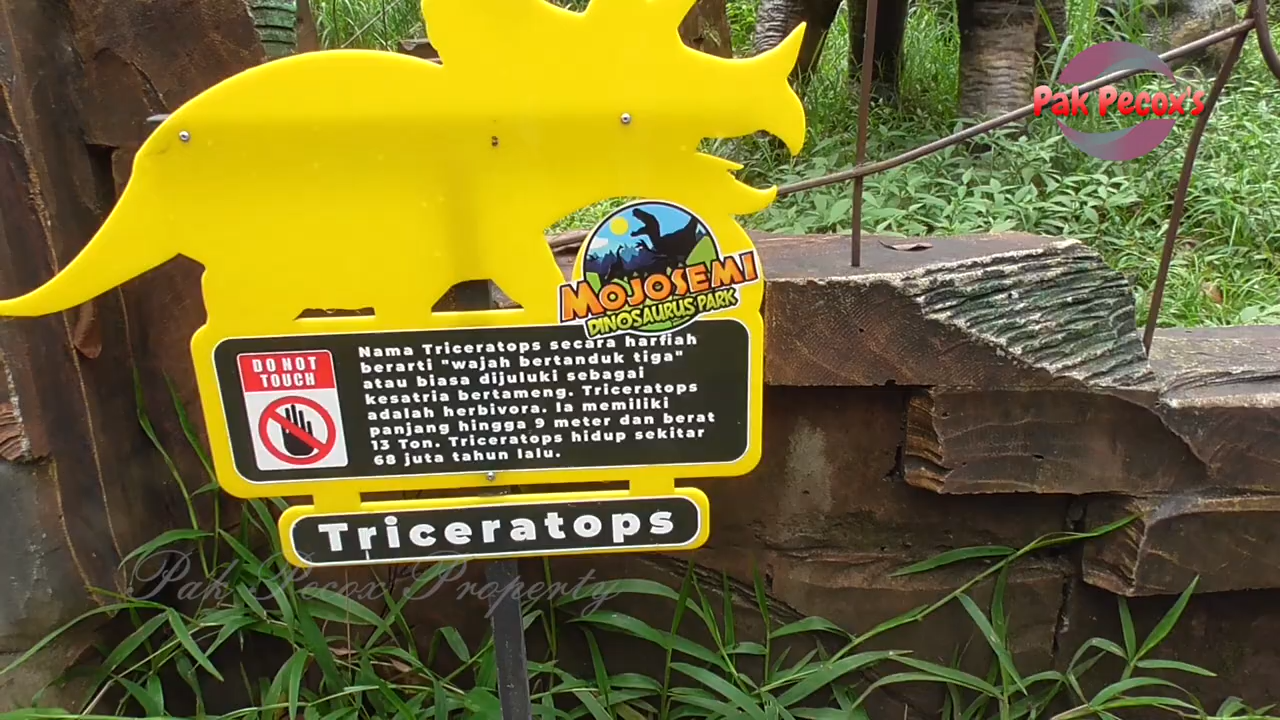 Pak Pecox's
MOJOSEMI
DINOSAURUS PARK
DO NOT
TOUCH
Nama Triceratops secara harfiah
berarti "wajah bertanduk tiga"
atau biasa dijuluki sebagai
kesatria bertameng. Triceratops
adalah herbivora. Ia memiliki
panjang hingga 9 meter dan berat
13 Ton. Triceratops hidup sekitar
68 juta tahun lalu.
Triceratops
Pak Pecox Property